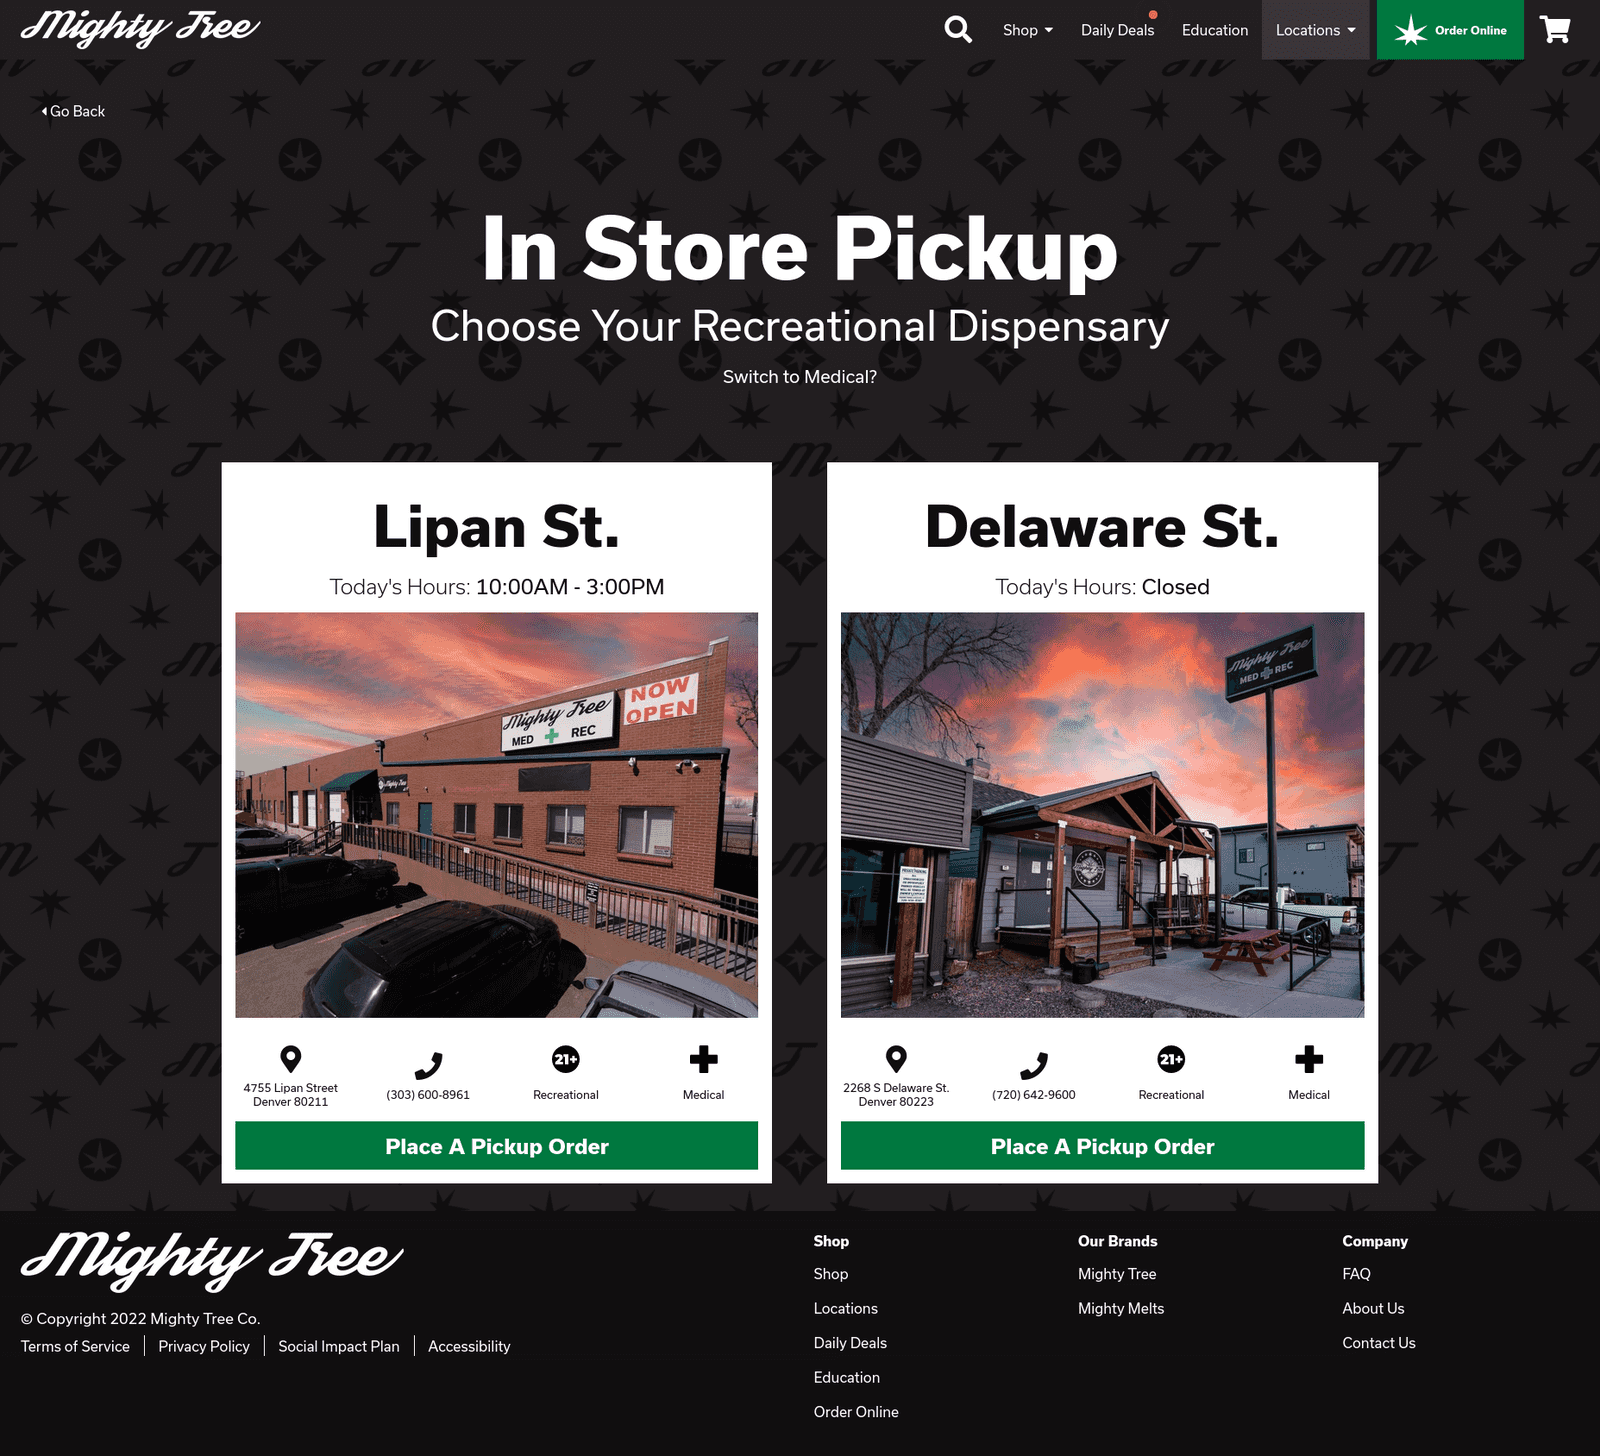 Mighty Tree
Shop
Daily Deals
Education
Locations
Order Online
Go Back
In Store Pickup
Choose Your Recreational Dispensary
Switch to Medical?
Lipan St.
Today's Hours: 10:00AM - 3:00PM
Mighty Tree
MED REC
NOW
OPEN
Mighty Tree
4755 Lipan Street
Denver 80211
(303) 600-8961
21+
Recreational
Medical
Place A Pickup Order
Delaware St.
Today's Hours: Closed
Mighty Tree
MED REC
2268 S Delaware St.
Denver 80223
(720) 642-9600
21+
Recreational
Medical
Place A Pickup Order
Mighty Tree
© Copyright 2022 Mighty Tree Co.
Terms of Service
Privacy Policy
Social Impact Plan
Accessibility
Shop
Shop
Locations
Daily Deals
Education
Order Online
Our Brands
Mighty Tree
Mighty Melts
Company
FAQ
About Us
Contact Us